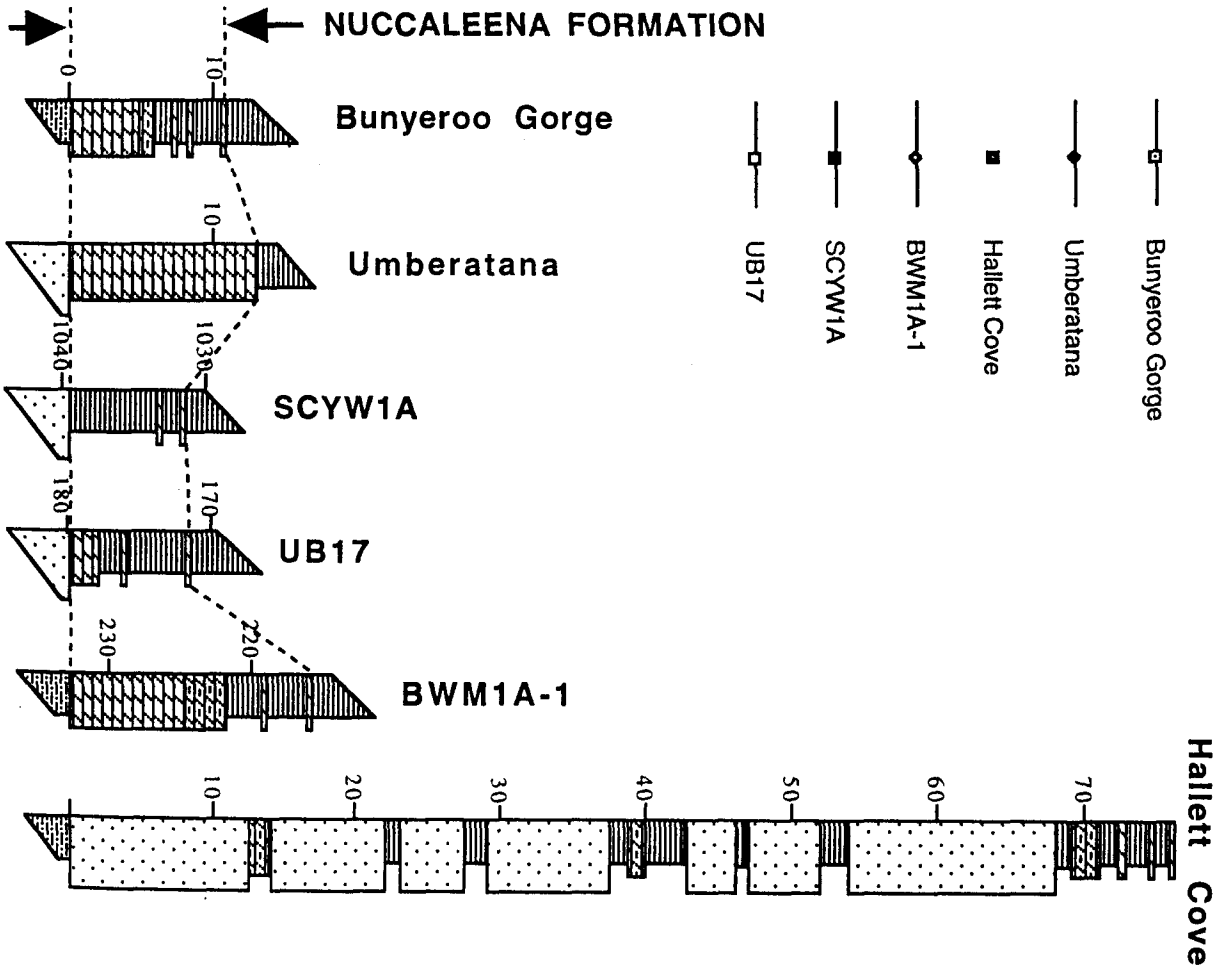 NUCCALEENA FORMATION
0
10
Bunyeroo Gorge
10
Umberatana
1040
1030
SCYW1A
180
170
UB17
230
220
BWM1A-1
10
20
30
40
50
60
70
Hallett Cove
UB17
SCYW1A
BWM1A-1
Hallett Cove
Umberatana
Bunyeroo Gorge